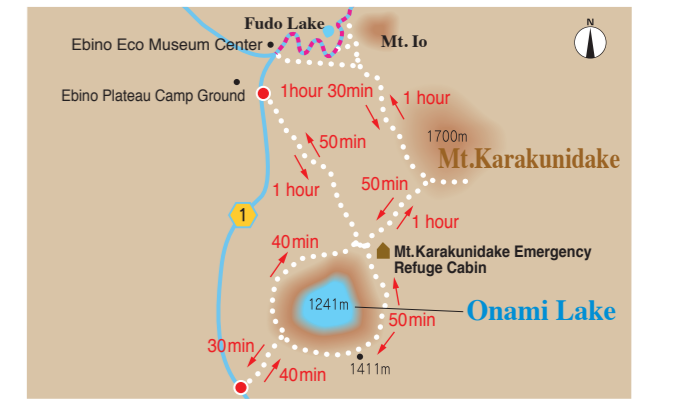 Fudo Lake
N
Ebino Eco Museum Center
Mt. Io
Ebino Plateau Camp Ground
1hour 30min
1 hour
1700m
50min
Mt.Karakunidake
1 hour
50min
1
1 hour
40min
Mt.Karakunidake Emergency
Refuge Cabin
1241m
Onami Lake
50min
30min
1411m
40min